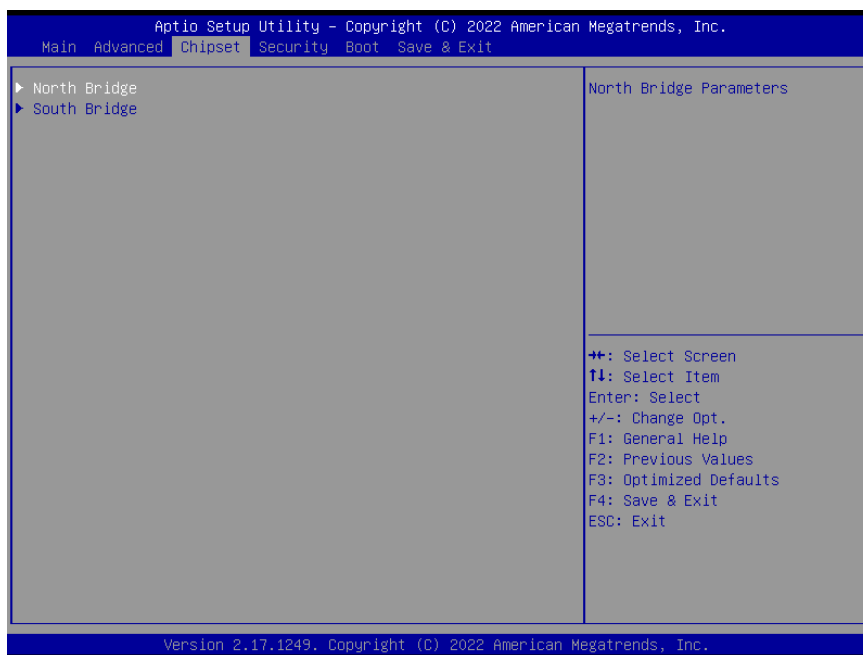 Aptio Setup Utility – Copyright (C) 2022 American Megatrends, Inc.
Main Advanced Chipset Security Boot Save & Exit
▶ North Bridge
▶ South Bridge
North Bridge Parameters
→←: Select Screen
↑↓: Select Item
Enter: Select
+/-: Change Opt.
F1: General Help
F2: Previous Values
F3: Optimized Defaults
F4: Save & Exit
ESC: Exit
Version 2.17.1249. Copyright (C) 2022 American Megatrends, Inc.